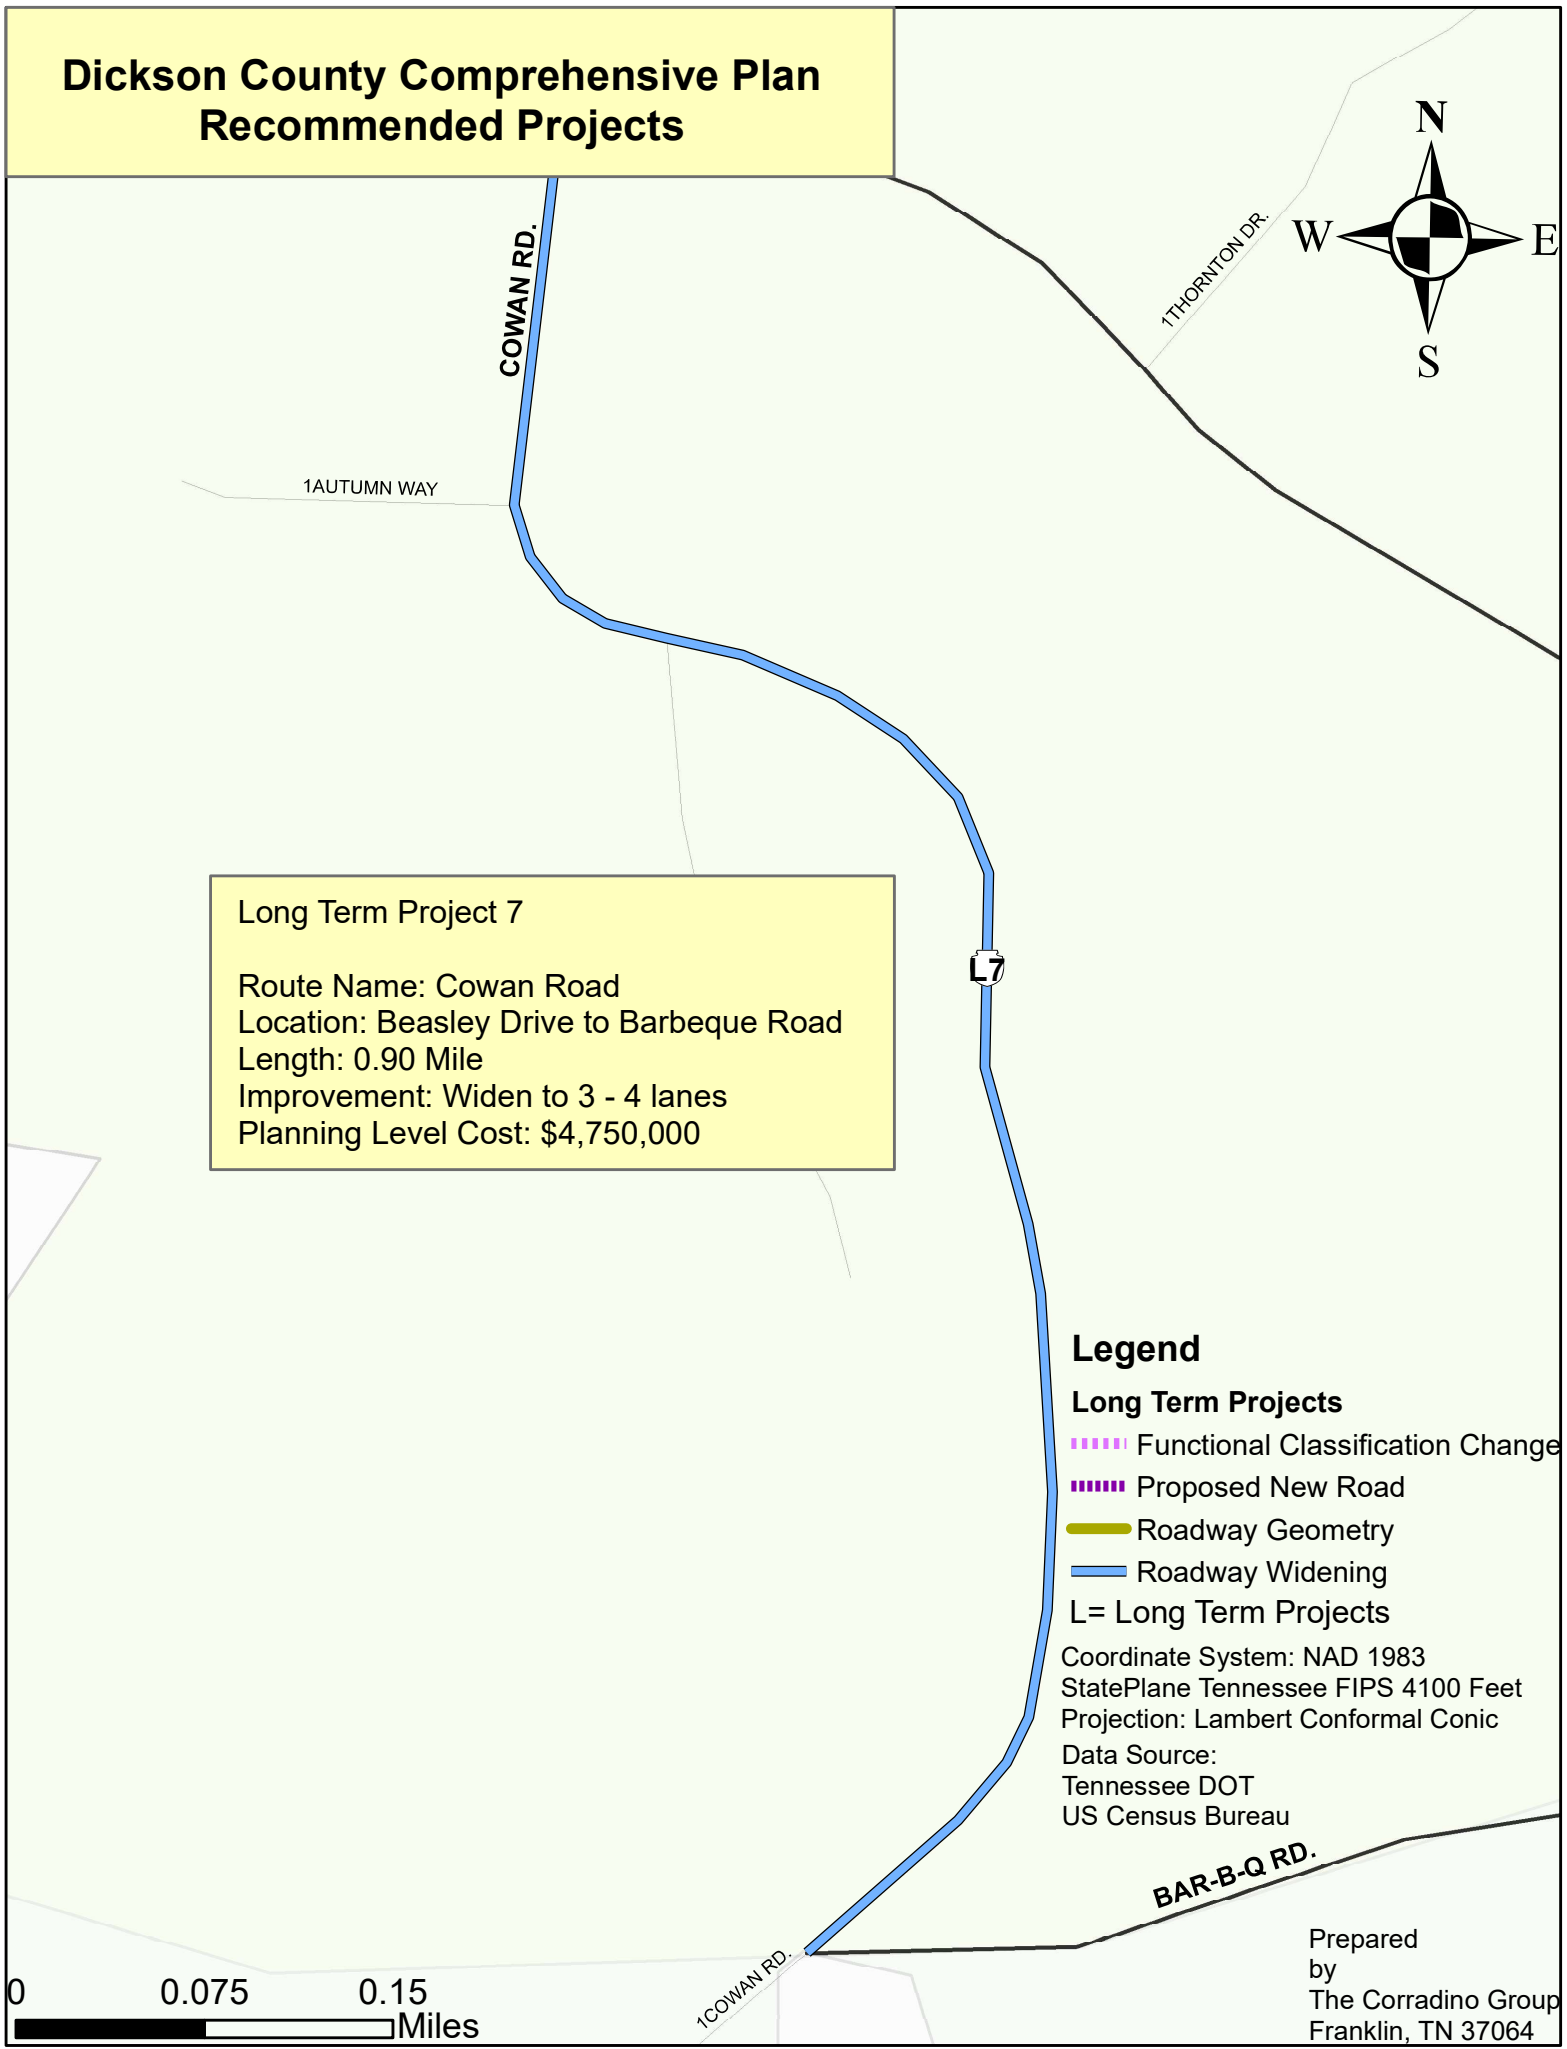 Dickson County Comprehensive Plan
Recommended Projects
N
W
E
S
COWAN RD.
1THORNTON DR.
1AUTUMN WAY
Long Term Project 7
Route Name: Cowan Road
Location: Beasley Drive to Barbeque Road
Length: 0.90 Mile
Improvement: Widen to 3 - 4 lanes
Planning Level Cost: $4,750,000
L7
Legend
Long Term Projects
Functional Classification Change
Proposed New Road
Roadway Geometry
Roadway Widening
L= Long Term Projects
Coordinate System: NAD 1983
StatePlane Tennessee FIPS 4100 Feet
Projection: Lambert Conformal Conic
Data Source:
Tennessee DOT
US Census Bureau
BAR-B-Q RD.
1COWAN RD.
0 0.075 0.15
Miles
Prepared
by
The Corradino Group
Franklin, TN 37064